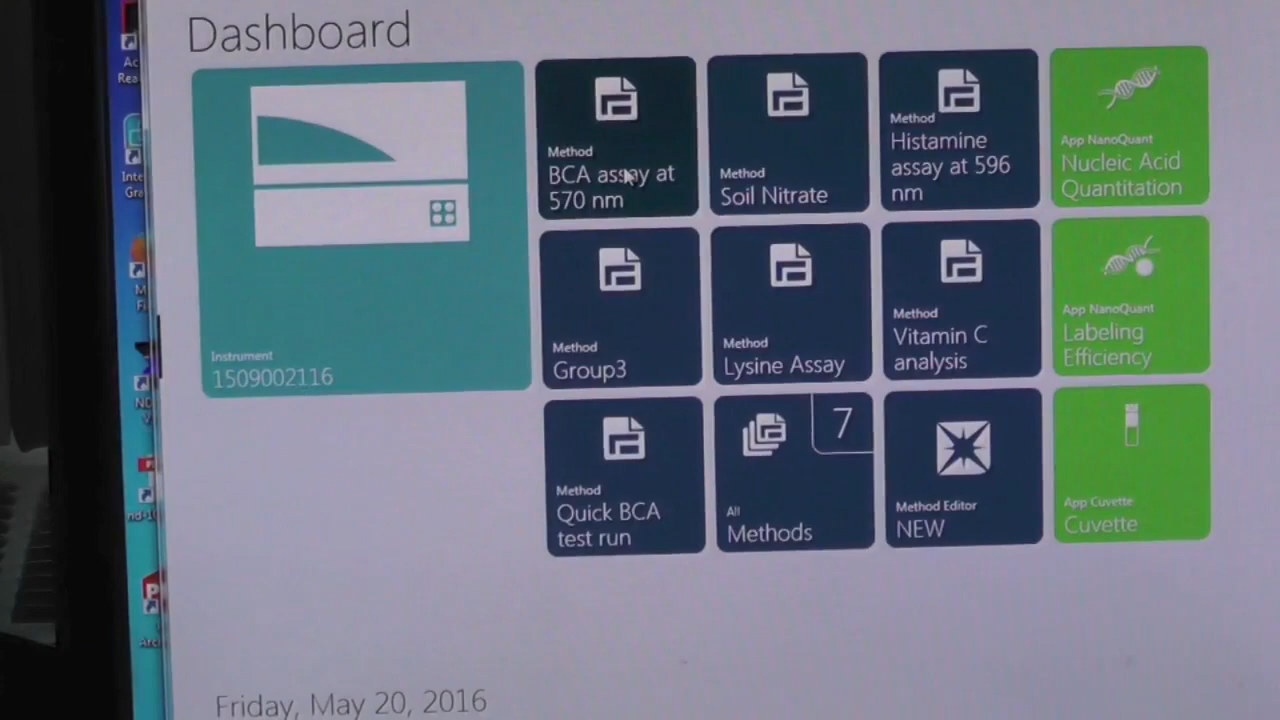 Dashboard
Instrument
1509002116
Method
BCA assay at
570 nm
Method
Soil Nitrate
Method
Histamine
assay at 596
nm
App NanoQuant
Nucleic Acid
Quantitation
Method
Group3
Method
Lysine Assay
Method
Vitamin C
analysis
App NanoQuant
Labeling
Efficiency
Method
Quick BCA
test run
7
All
Methods
Method Editor
NEW
App Cuvette
Cuvette
Friday, May 20, 2016